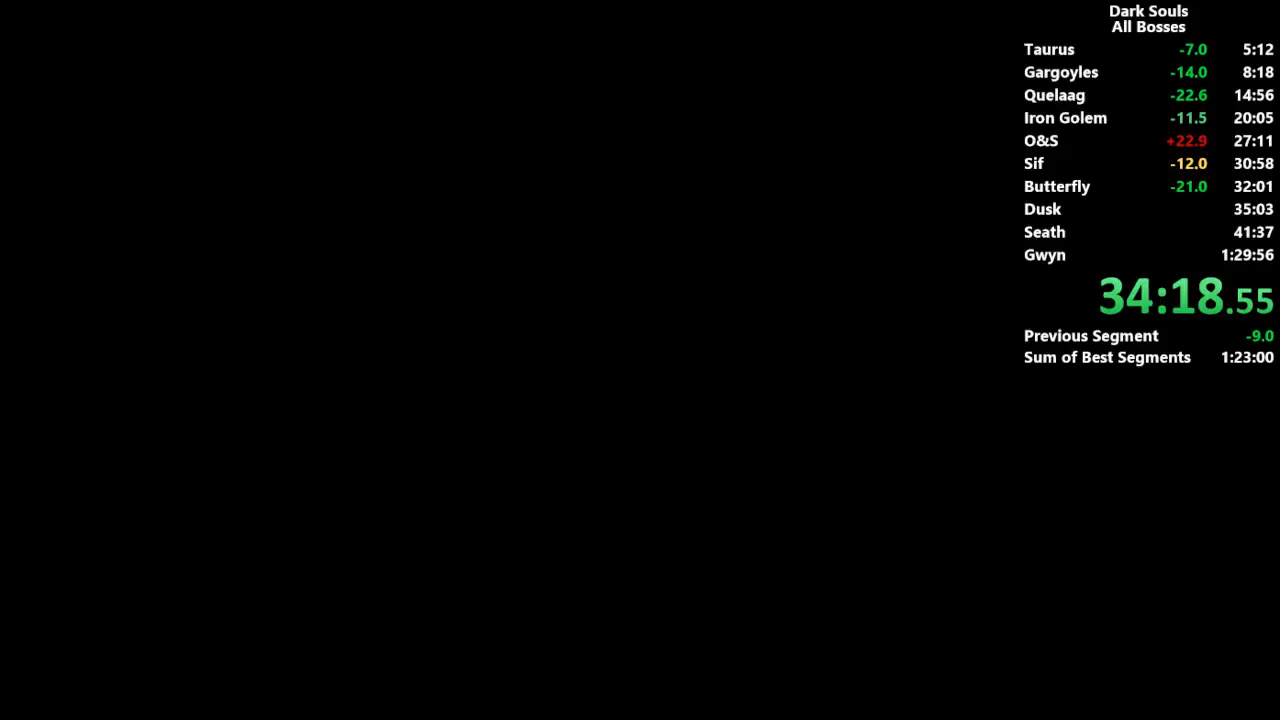 Dark Souls
All Bosses
Taurus -7.0 5:12
Gargoyles -14.0 8:18
Quelaag -22.6 14:56
Iron Golem -11.5 20:05
O&S +22.9 27:11
Sif -12.0 30:58
Butterfly -21.0 32:01
Dusk 35:03
Seath 41:37
Gwyn 1:29:56
34:18.55
Previous Segment -9.0
Sum of Best Segments 1:23:00